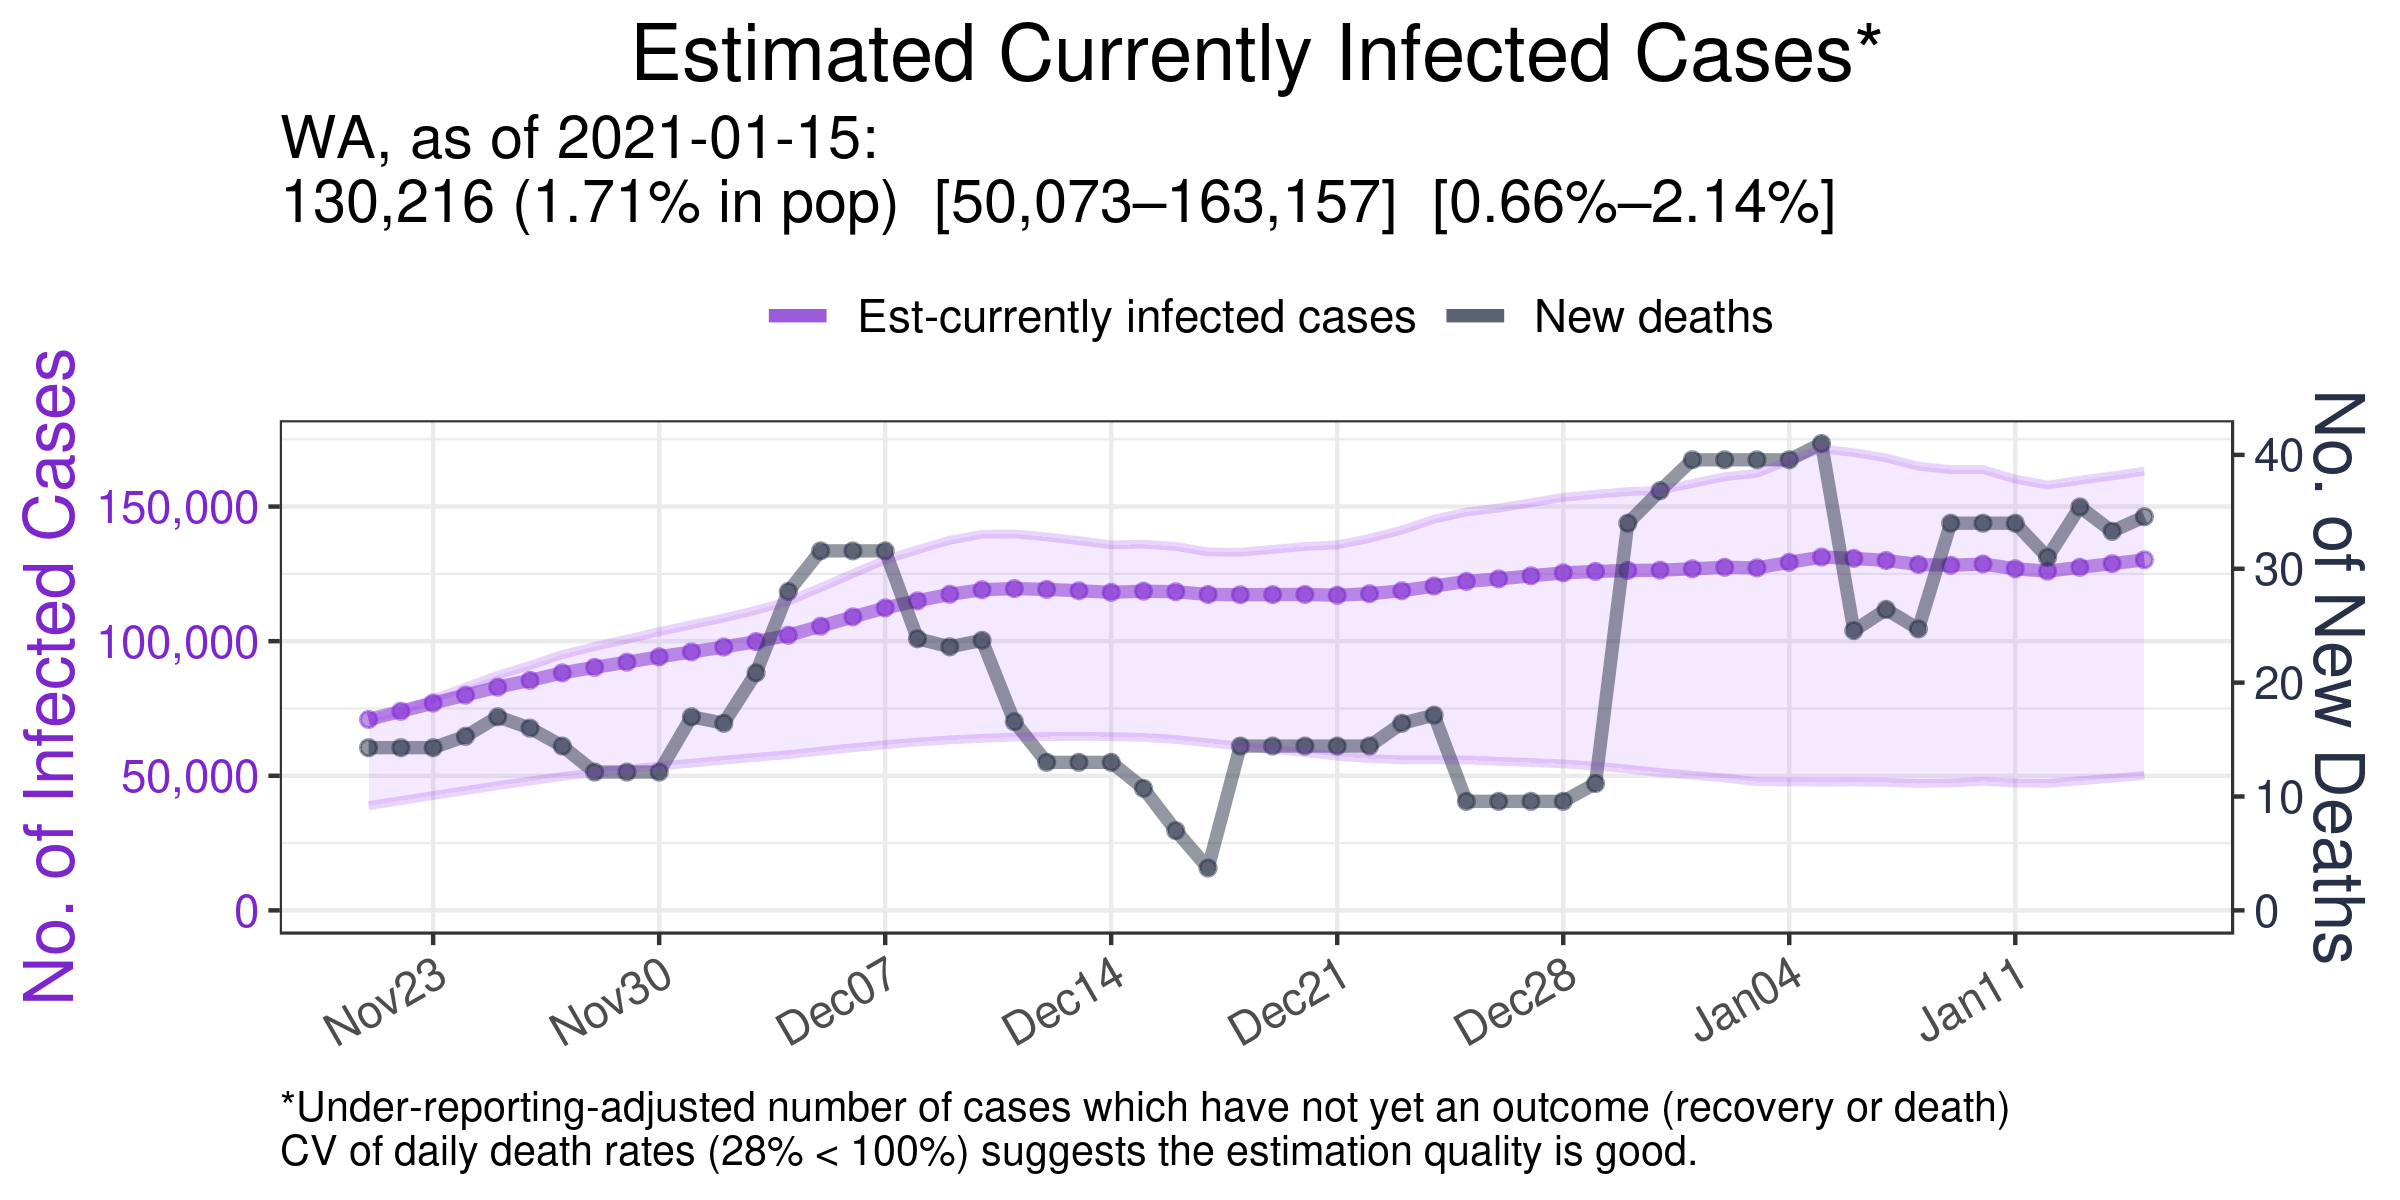 Estimated Currently Infected Cases*
WA, as of 2021-01-15:
130,216 (1.71% in pop)  [50,073–163,157]  [0.66%–2.14%]
Est-currently infected cases
New deaths
No. of Infected Cases
150,000
100,000
50,000
0
No. of New Deaths
40
30
20
10
0
Nov23
Nov30
Dec07
Dec14
Dec21
Dec28
Jan04
Jan11
*Under-reporting-adjusted number of cases which have not yet an outcome (recovery or death)
CV of daily death rates (28% < 100%) suggests the estimation quality is good.